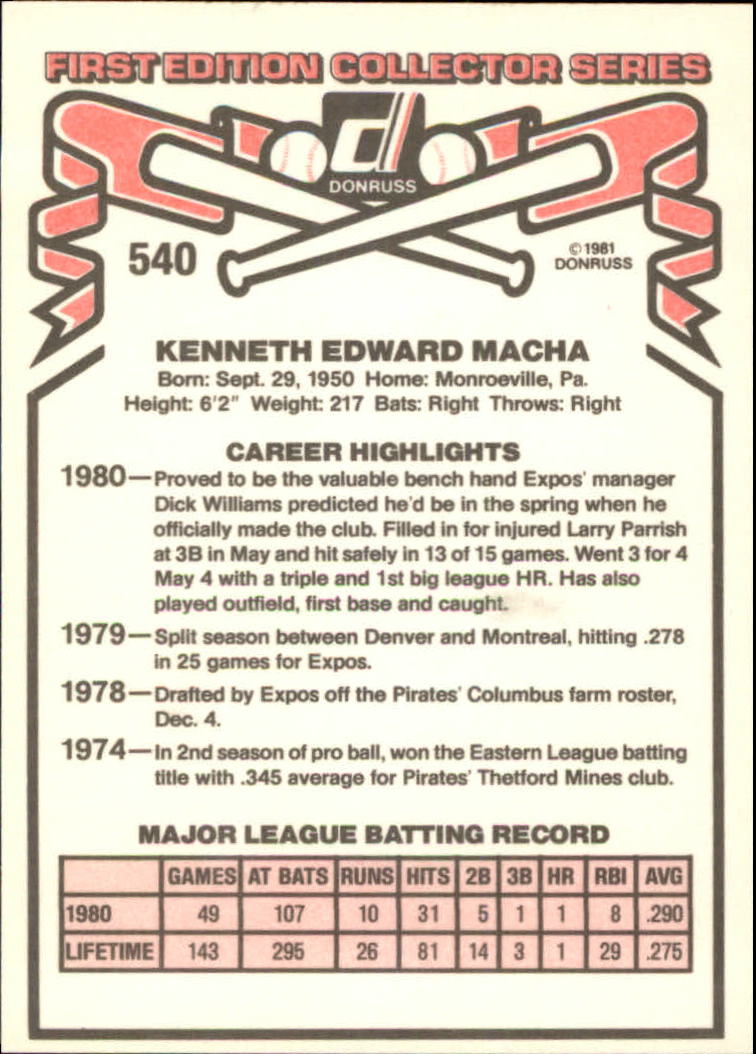 FIRST EDITION COLLECTOR SERIES
d
DONRUSS
540
© 1981
DONRUSS
KENNETH EDWARD MACHA
Born: Sept. 29, 1950 Home: Monroeville, Pa.
Height: 6'2" Weight: 217 Bats: Right Throws: Right
CAREER HIGHLIGHTS
1980—Proved to be the valuable bench hand Expos' manager
Dick Williams predicted he'd be in the spring when he
officially made the club. Filled in for injured Larry Parrish
at 3B in May and hit safely in 13 of 15 games. Went 3 for 4
May 4 with a triple and 1st big league HR. Has also
played outfield, first base and caught.
1979—Split season between Denver and Montreal, hitting .278
in 25 games for Expos.
1978—Drafted by Expos off the Pirates' Columbus farm roster,
Dec. 4.
1974—In 2nd season of pro ball, won the Eastern League batting
title with .345 average for Pirates' Thetford Mines club.
MAJOR LEAGUE BATTING RECORD
GAMES AT BATS RUNS HITS 2B 3B HR RBI AVG
1980 49 107 10 31 5 1 1 8 .290
LIFETIME 143 295 26 81 14 3 1 29 .275